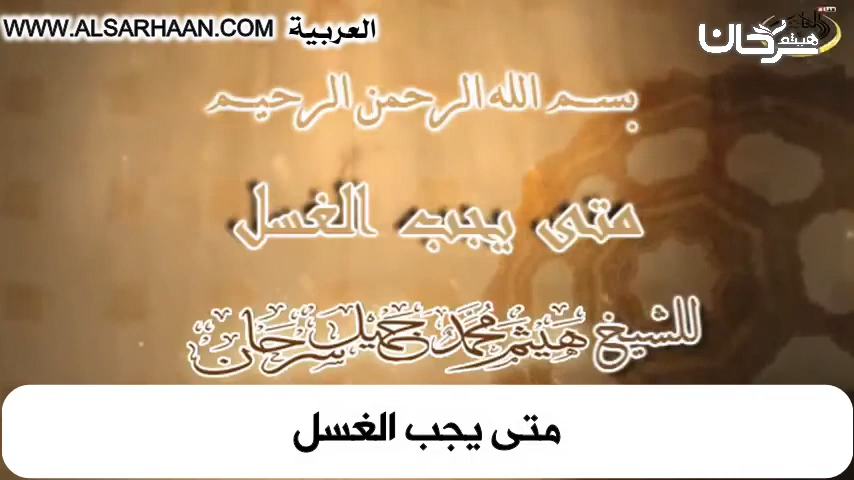 WWW.ALSARHAAN.COM العربية
هيثم سرحان
بسم الله الرحمن الرحيم
متى يجب الغسل
للشيخ هيثم محمد جميل سرحان
متى يجب الغسل